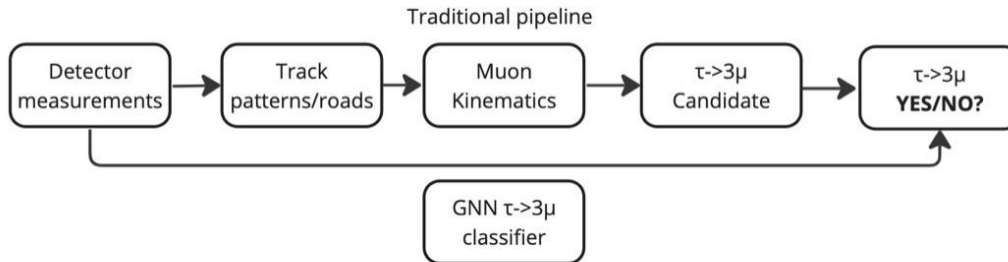 Traditional pipeline
Detector
measurements
Track
patterns/roads
Muon
Kinematics
τ->3μ
Candidate
τ->3μ
YES/NO?
GNN τ->3μ
classifier